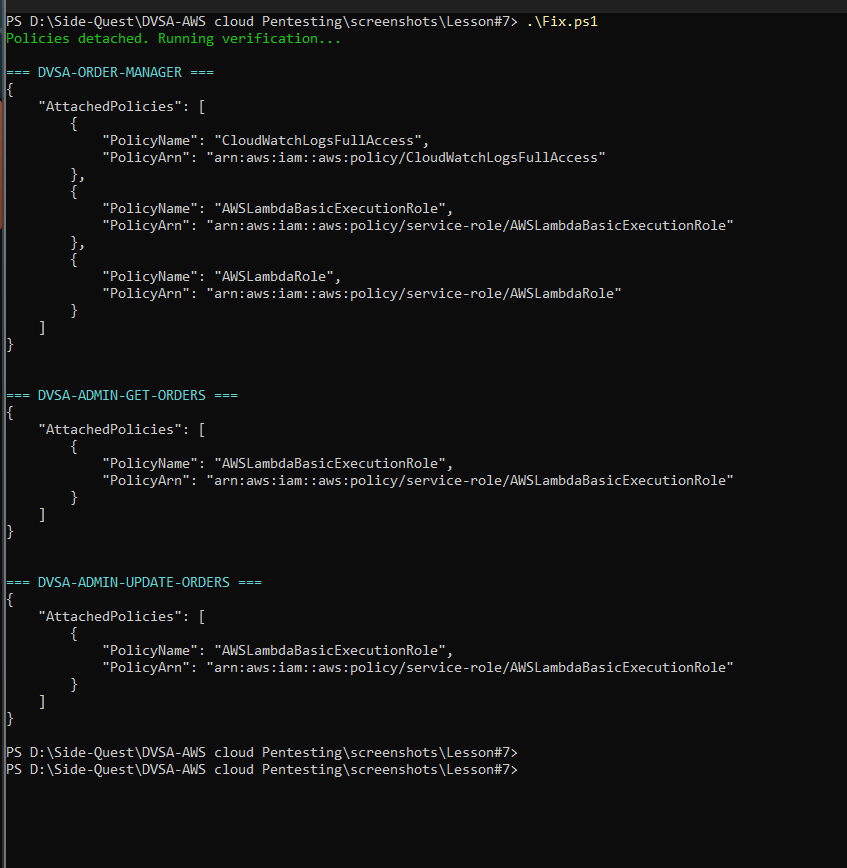 PS D:\Side-Quest\DVSA-AWS cloud Pentesting\screenshots\Lesson#7> .\Fix.ps1
Policies detached. Running verification...

=== DVSA-ORDER-MANAGER ===
{
    "AttachedPolicies": [
        {
            "PolicyName": "CloudWatchLogsFullAccess",
            "PolicyArn": "arn:aws:iam::aws:policy/CloudWatchLogsFullAccess"
        },
        {
            "PolicyName": "AWSLambdaBasicExecutionRole",
            "PolicyArn": "arn:aws:iam::aws:policy/service-role/AWSLambdaBasicExecutionRole"
        },
        {
            "PolicyName": "AWSLambdaRole",
            "PolicyArn": "arn:aws:iam::aws:policy/service-role/AWSLambdaRole"
        }
    ]
}

=== DVSA-ADMIN-GET-ORDERS ===
{
    "AttachedPolicies": [
        {
            "PolicyName": "AWSLambdaBasicExecutionRole",
            "PolicyArn": "arn:aws:iam::aws:policy/service-role/AWSLambdaBasicExecutionRole"
        }
    ]
}

=== DVSA-ADMIN-UPDATE-ORDERS ===
{
    "AttachedPolicies": [
        {
            "PolicyName": "AWSLambdaBasicExecutionRole",
            "PolicyArn": "arn:aws:iam::aws:policy/service-role/AWSLambdaBasicExecutionRole"
        }
    ]
}

PS D:\Side-Quest\DVSA-AWS cloud Pentesting\screenshots\Lesson#7>
PS D:\Side-Quest\DVSA-AWS cloud Pentesting\screenshots\Lesson#7>